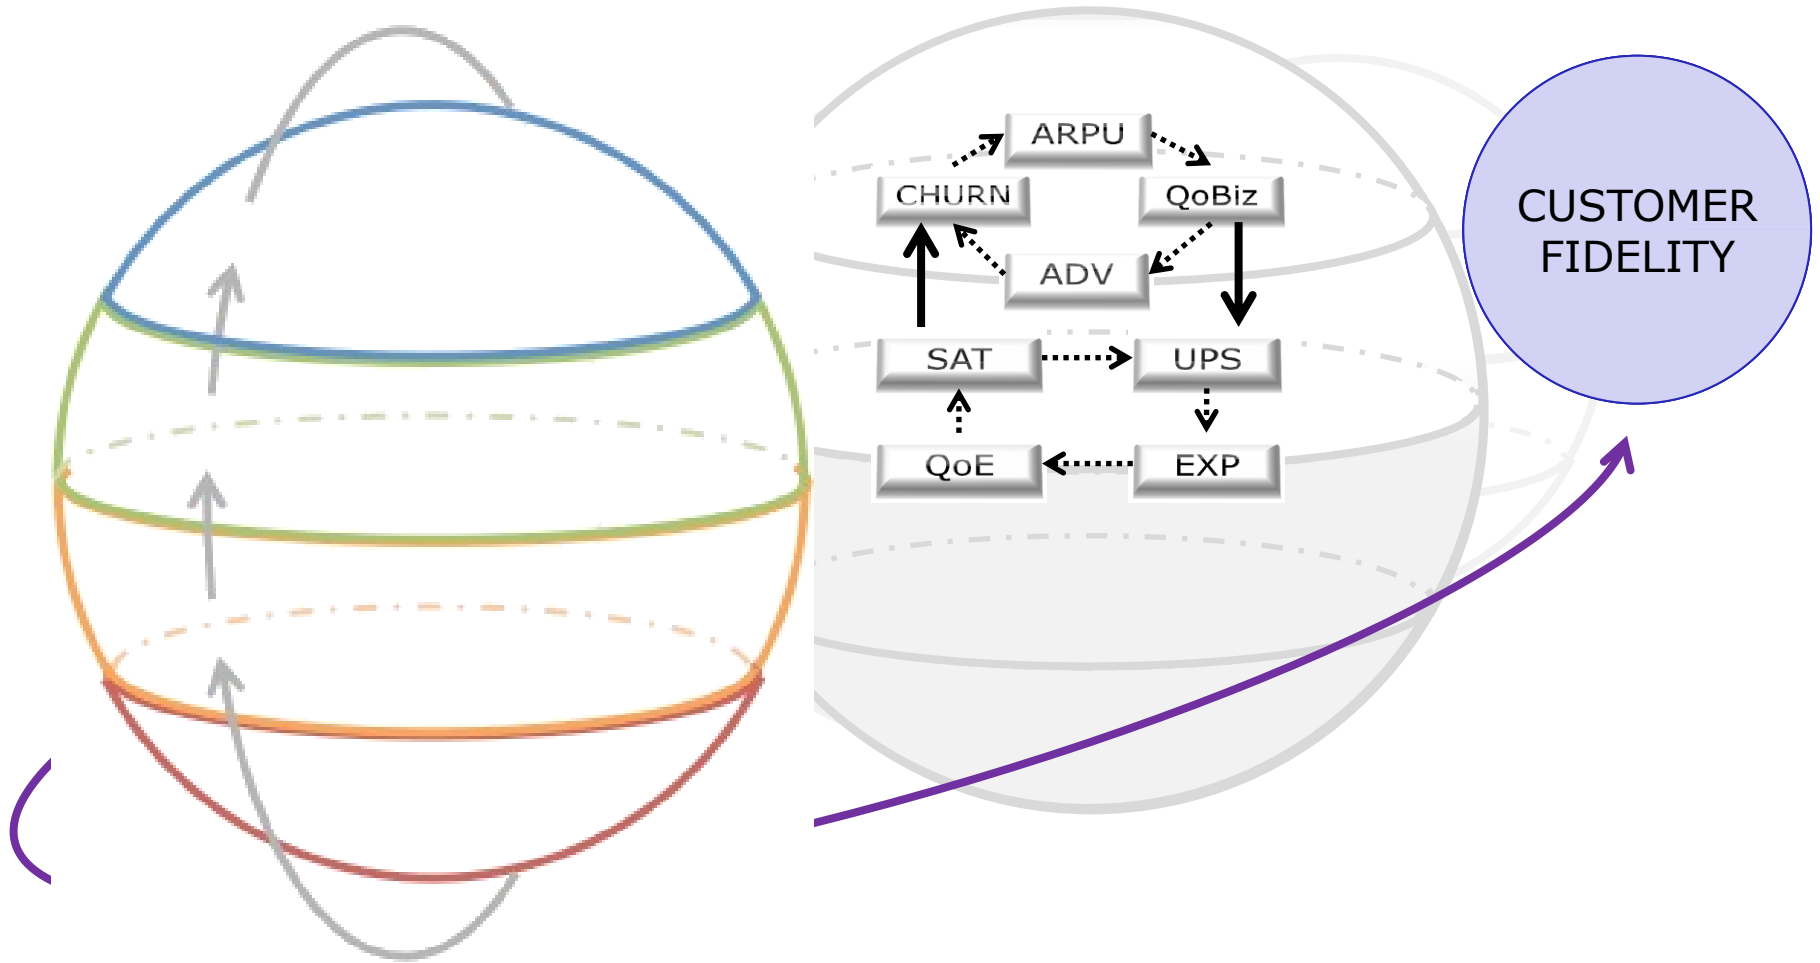 ARPU
CHURN
QoBiz
ADV
SAT
UPS
QoE
EXP
CUSTOMER
FIDELITY